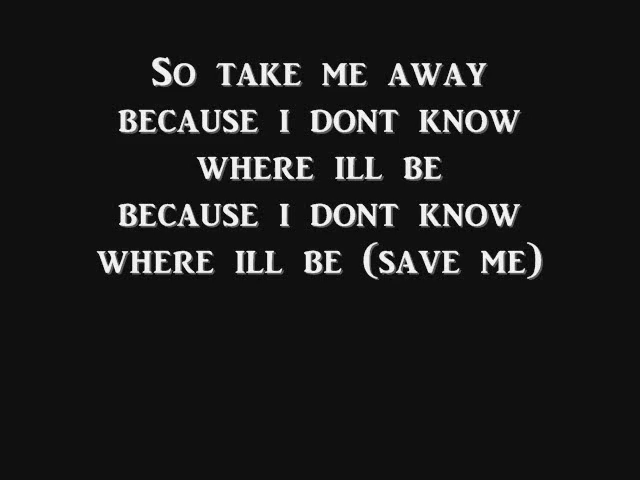 So take me away
because i dont know
where ill be
because i dont know
where ill be (save me)